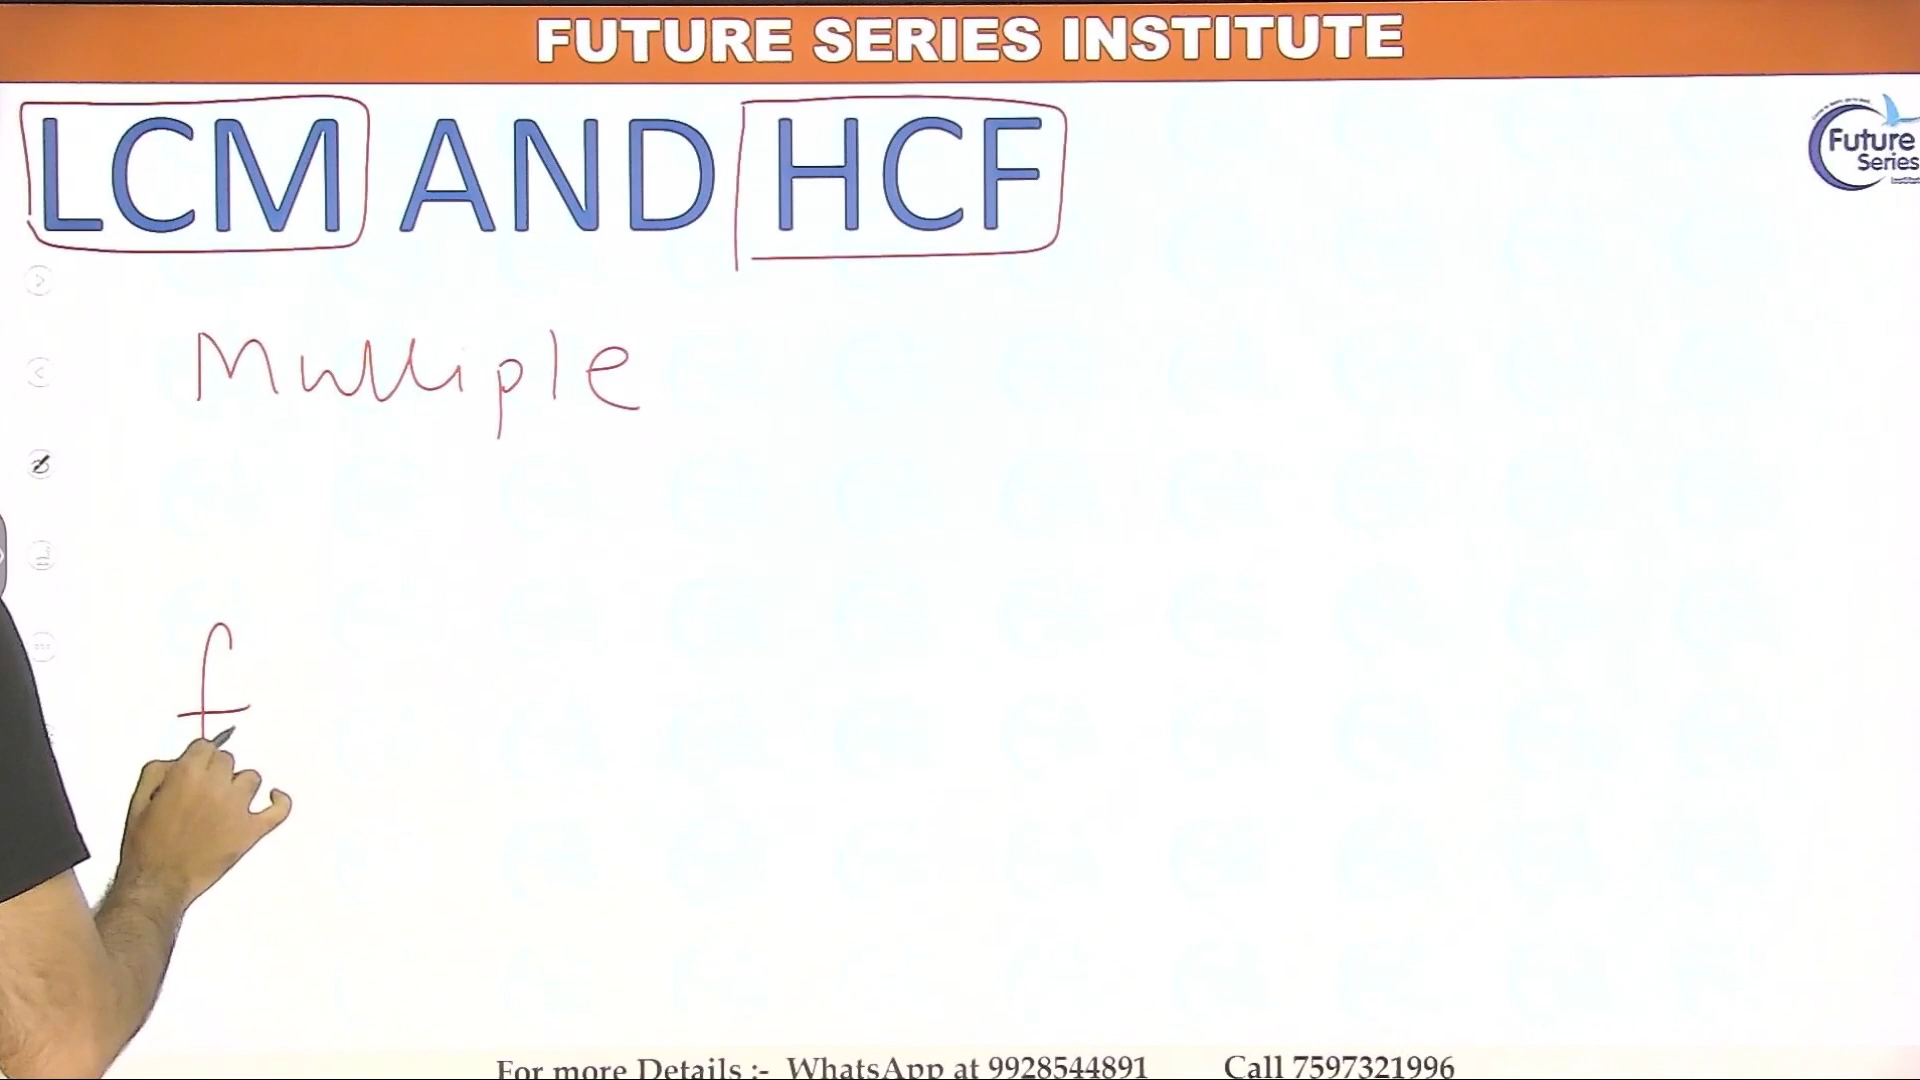 FUTURE SERIES INSTITUTE
LCM AND HCF
Future
Series
Multiple
f
For more Details :- WhatsApp at 9928544891 Call 7597321996